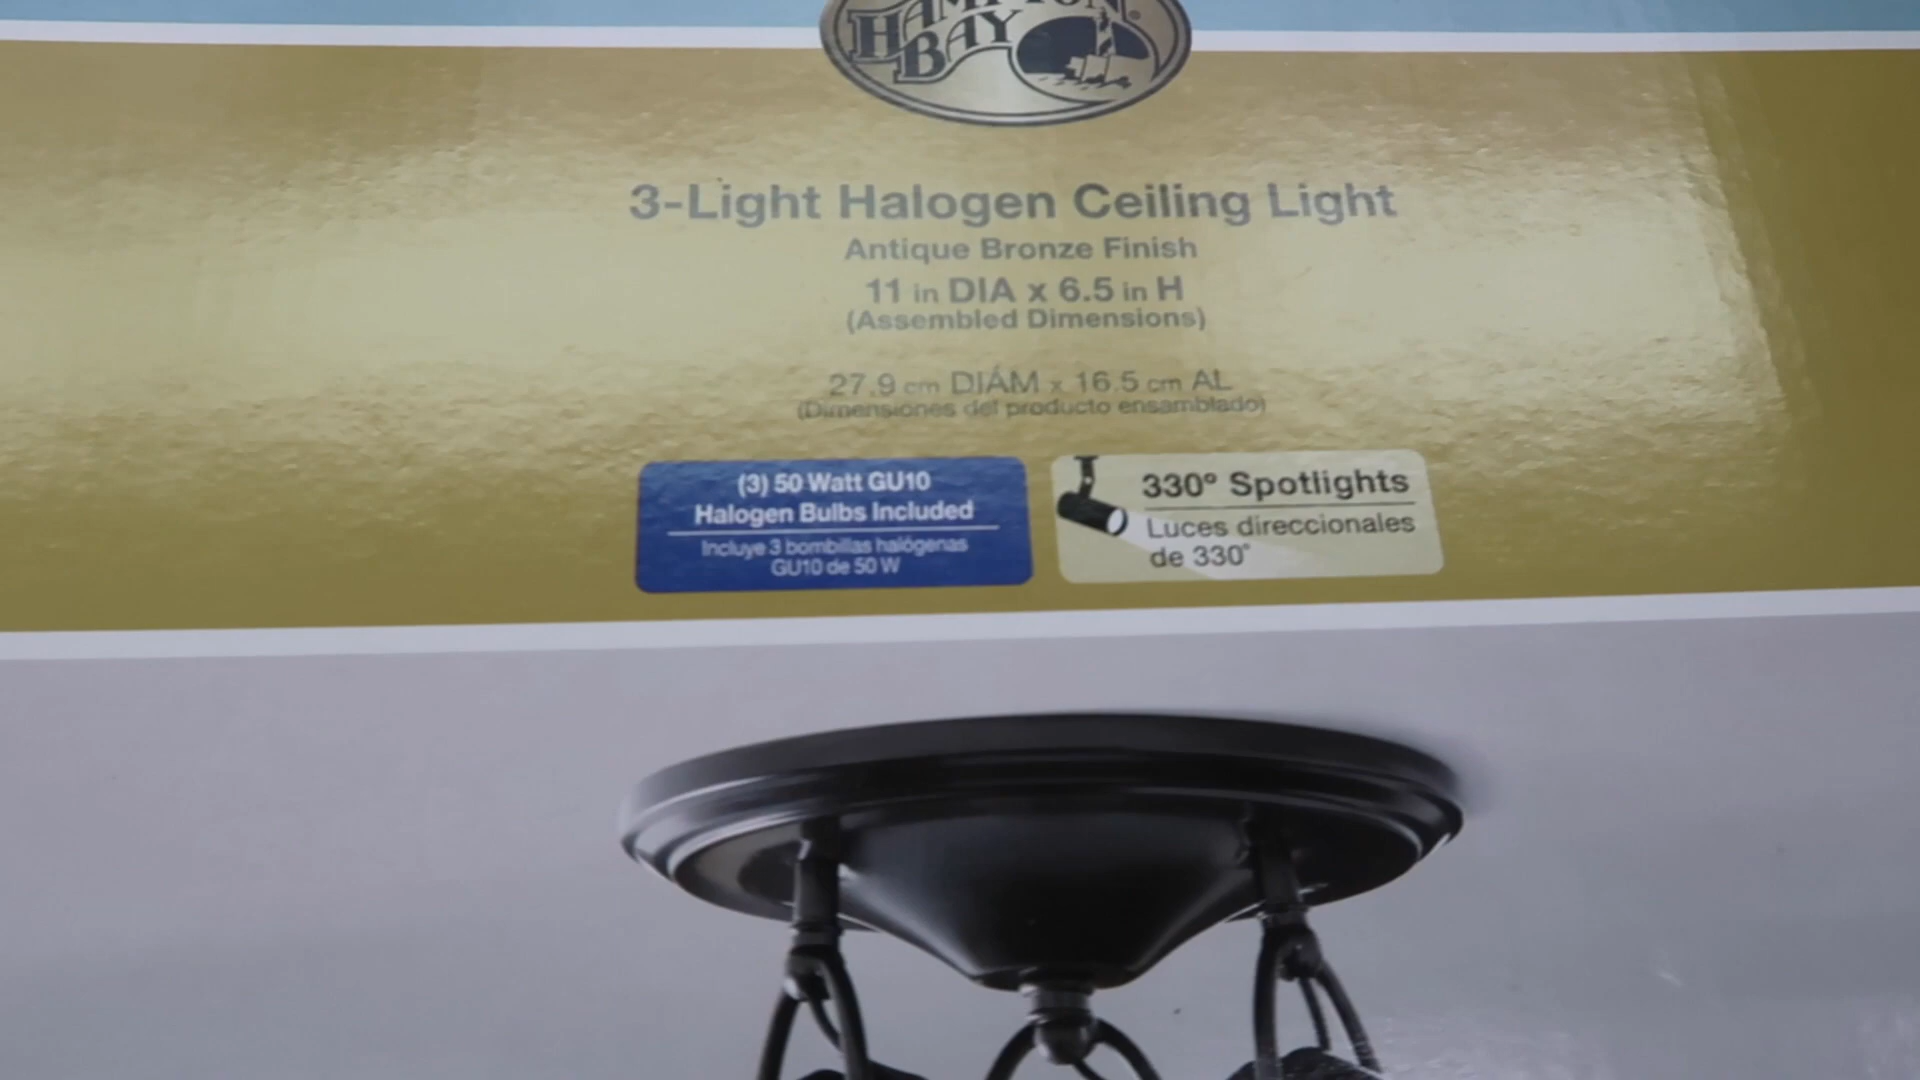 HAMPTON
BAY
3-Light Halogen Ceiling Light
Antique Bronze Finish
11 in DIA x 6.5 in H
(Assembled Dimensions)
27.9 cm DIÁM x 16.5 cm AL
(Dimensiones del producto ensamblado)
(3) 50 Watt GU10
Halogen Bulbs Included
Incluye 3 bombillas halógenas
GU10 de 50 W
330° Spotlights
Luces direccionales
de 330°